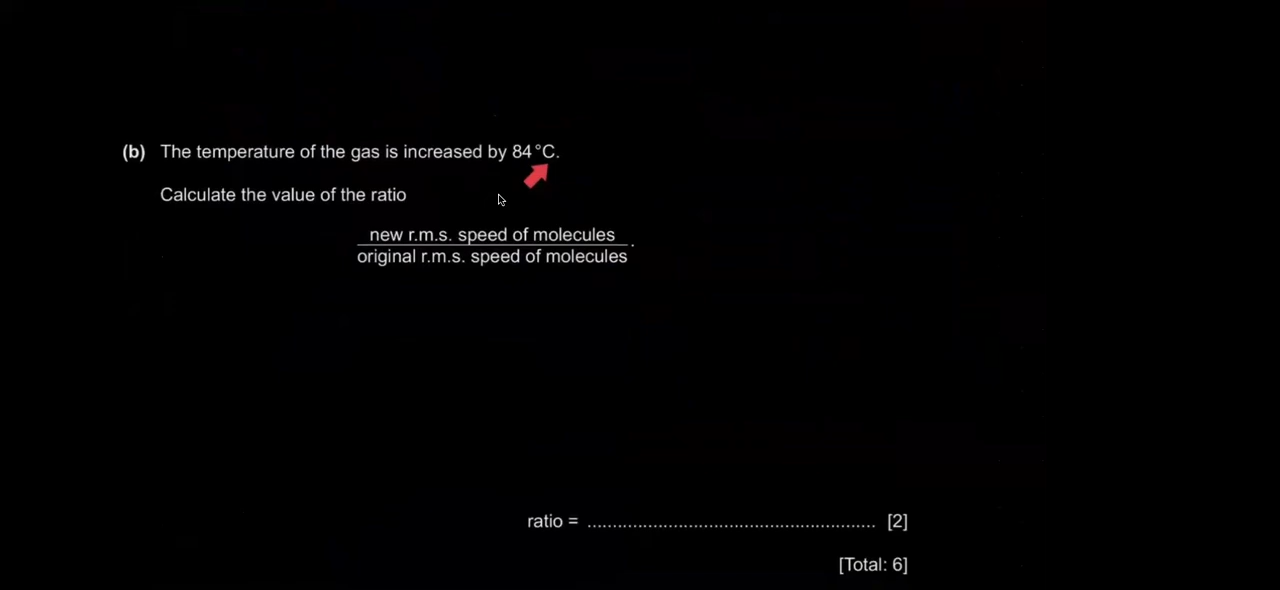 (b) The temperature of the gas is increased by 84 °C.
Calculate the value of the ratio
new r.m.s. speed of molecules
original r.m.s. speed of molecules.
ratio = ........................................................ [2]
[Total: 6]